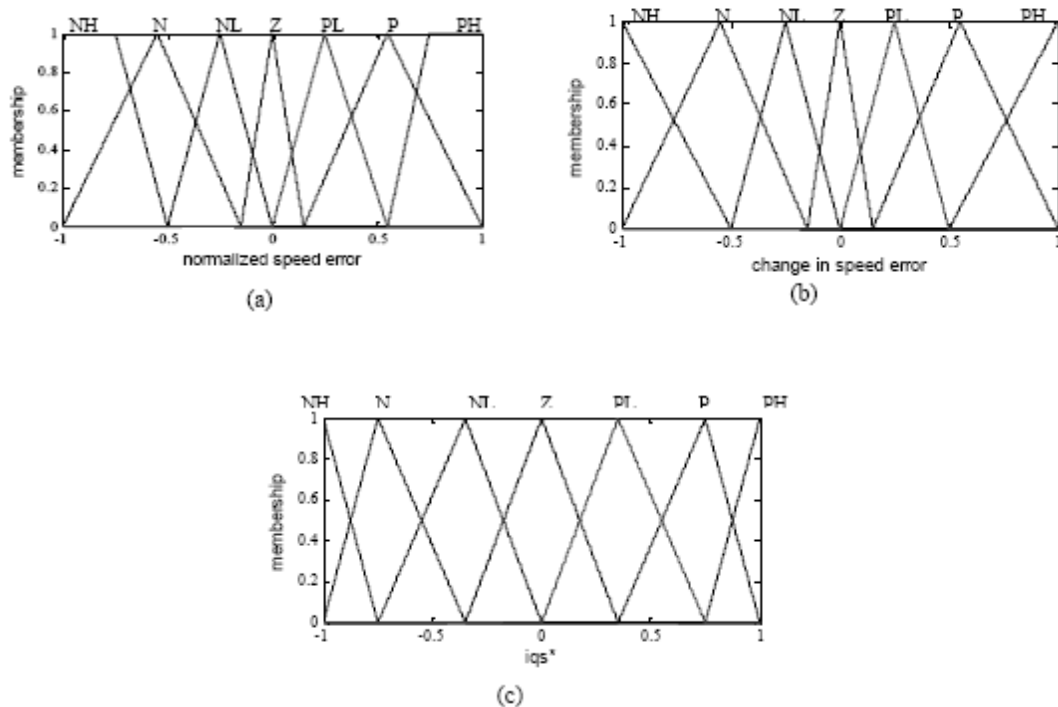 NH N NL Z PL P PH
1
0.8
0.6
0.4
0.2
0
membership
-1 -0.5 0 0.5 1
normalized speed error
(a)
NH N NL Z PL P PH
1
0.8
0.6
0.4
0.2
0
membership
-1 -0.5 0 0.5 1
change in speed error
(b)
NH N NL Z PL P PH
1
0.8
0.6
0.4
0.2
0
membership
-1 -0.5 0 0.5 1
iqs*
(c)